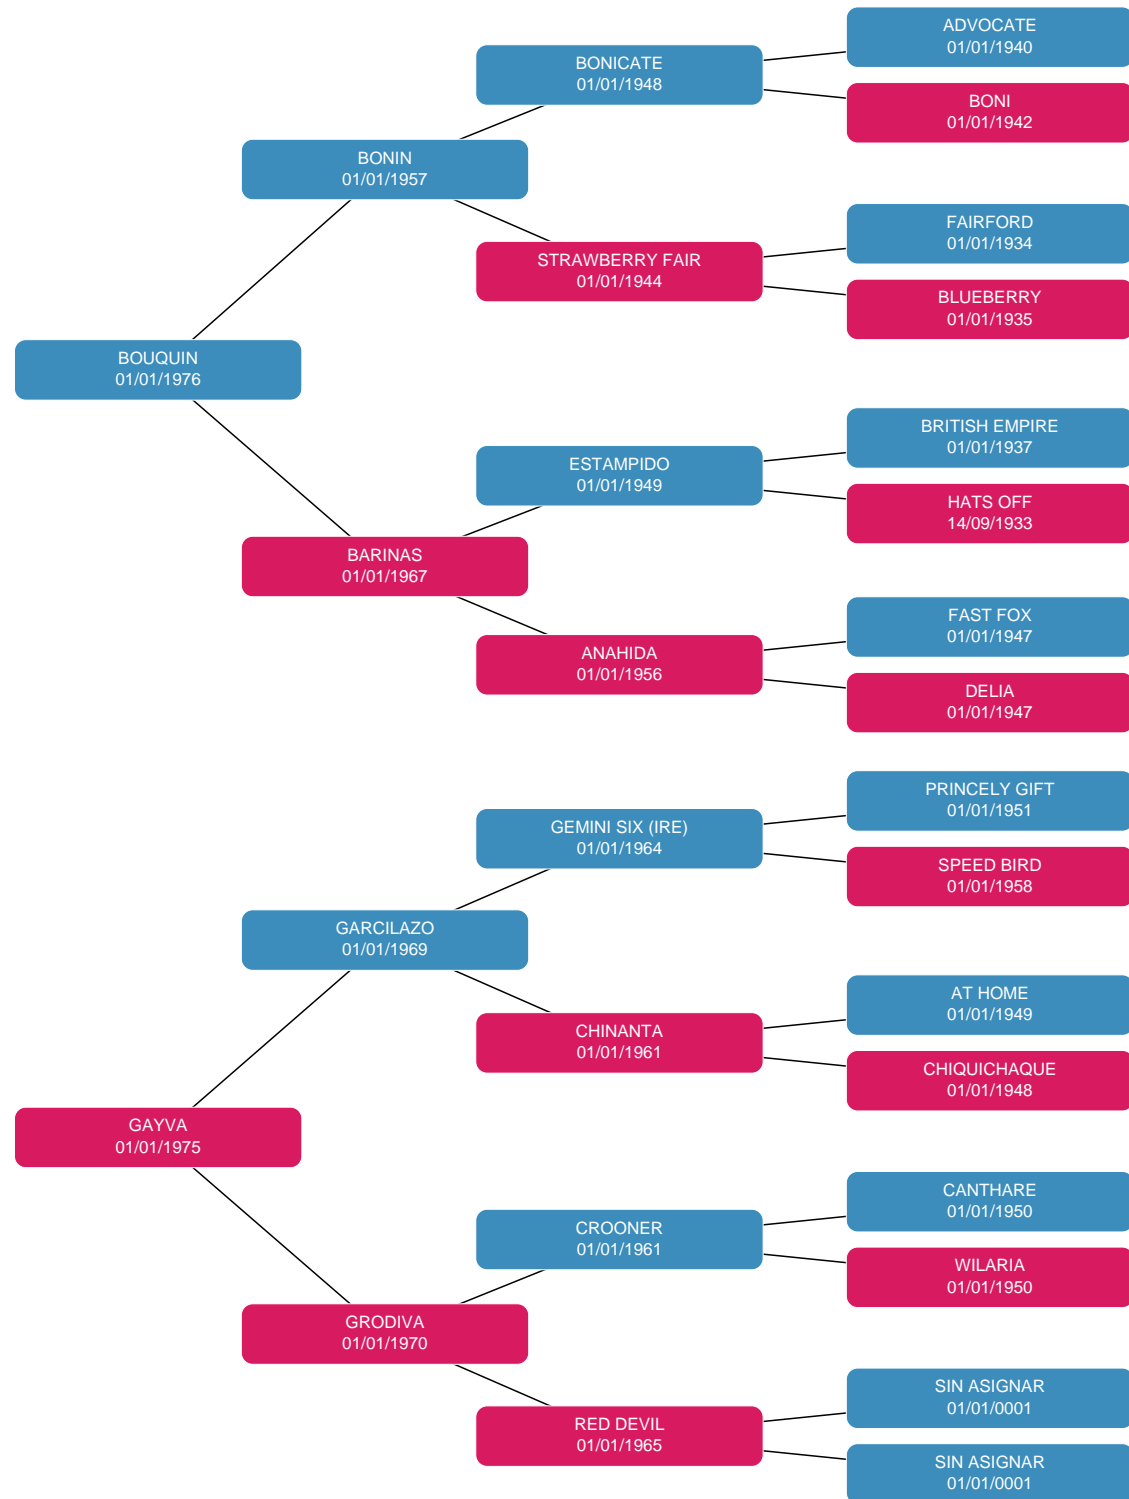 ADVOCATE
01/01/1940
BONICATE
01/01/1948
BONI
01/01/1942
BONIN
01/01/1957
FAIRFORD
01/01/1934
STRAWBERRY FAIR
01/01/1944
BLUEBERRY
01/01/1935
BOUQUIN
01/01/1976
BRITISH EMPIRE
01/01/1937
ESTAMPIDO
01/01/1949
HATS OFF
14/09/1933
BARINAS
01/01/1967
FAST FOX
01/01/1947
ANAHIDA
01/01/1956
DELIA
01/01/1947
PRINCELY GIFT
01/01/1951
GEMINI SIX (IRE)
01/01/1964
SPEED BIRD
01/01/1958
GARCILAZO
01/01/1969
AT HOME
01/01/1949
CHINANTA
01/01/1961
CHIQUICHAQUE
01/01/1948
GAYVA
01/01/1975
CANTHARE
01/01/1950
CROONER
01/01/1961
WILARIA
01/01/1950
GRODIVA
01/01/1970
SIN ASIGNAR
01/01/0001
RED DEVIL
01/01/1965
SIN ASIGNAR
01/01/0001